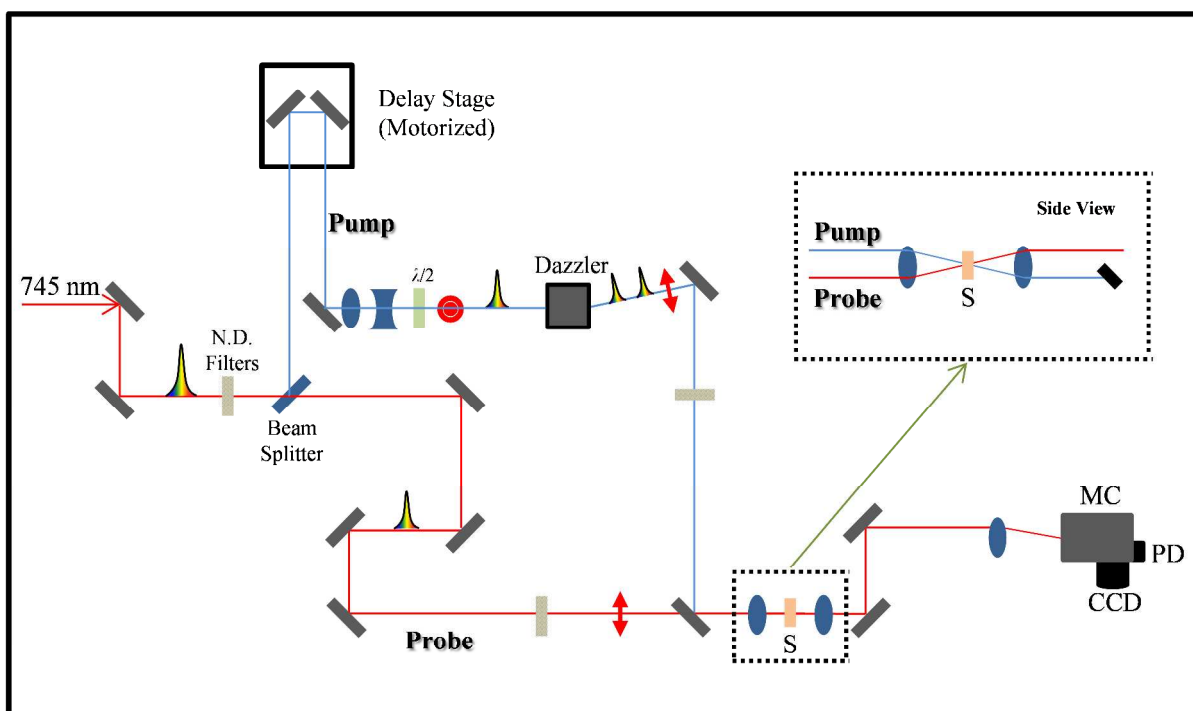 Delay Stage
(Motorized)
Pump
Side View
Pump
Probe
S
745 nm
N.D.
Filters
λ/2
Dazzler
Beam
Splitter
MC
PD
CCD
Probe
S